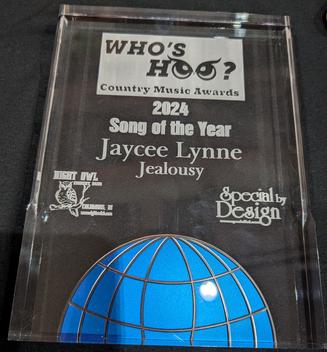 WHO'S
HOO?
Country Music Awards
2024
Song of the Year
Jaycee Lynne
Jealousy
NIGHT OWL
Special by
Design